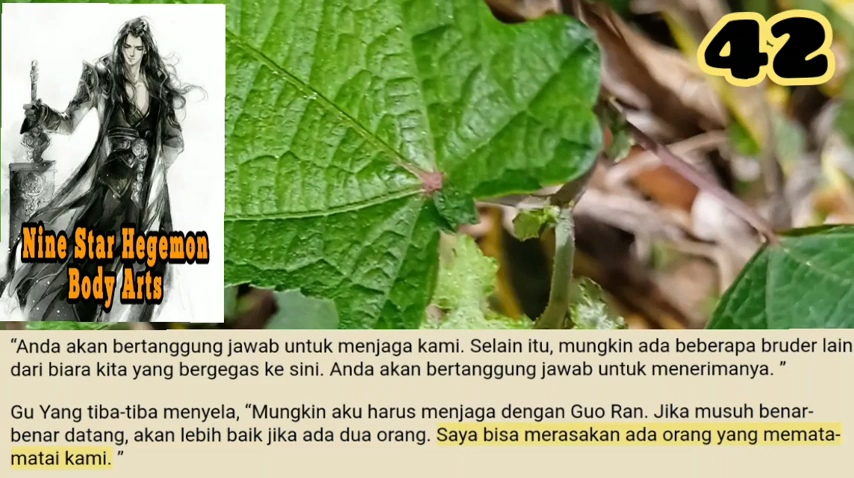 42
Nine Star Hegemon
Body Arts
“Anda akan bertanggung jawab untuk menjaga kami. Selain itu, mungkin ada beberapa bruder lain
dari biara kita yang bergegas ke sini. Anda akan bertanggung jawab untuk menerimanya. ”
Gu Yang tiba-tiba menyela, “Mungkin aku harus menjaga dengan Guo Ran. Jika musuh benar-
benar datang, akan lebih baik jika ada dua orang. Saya bisa merasakan ada orang yang memata-
matai kami. ”